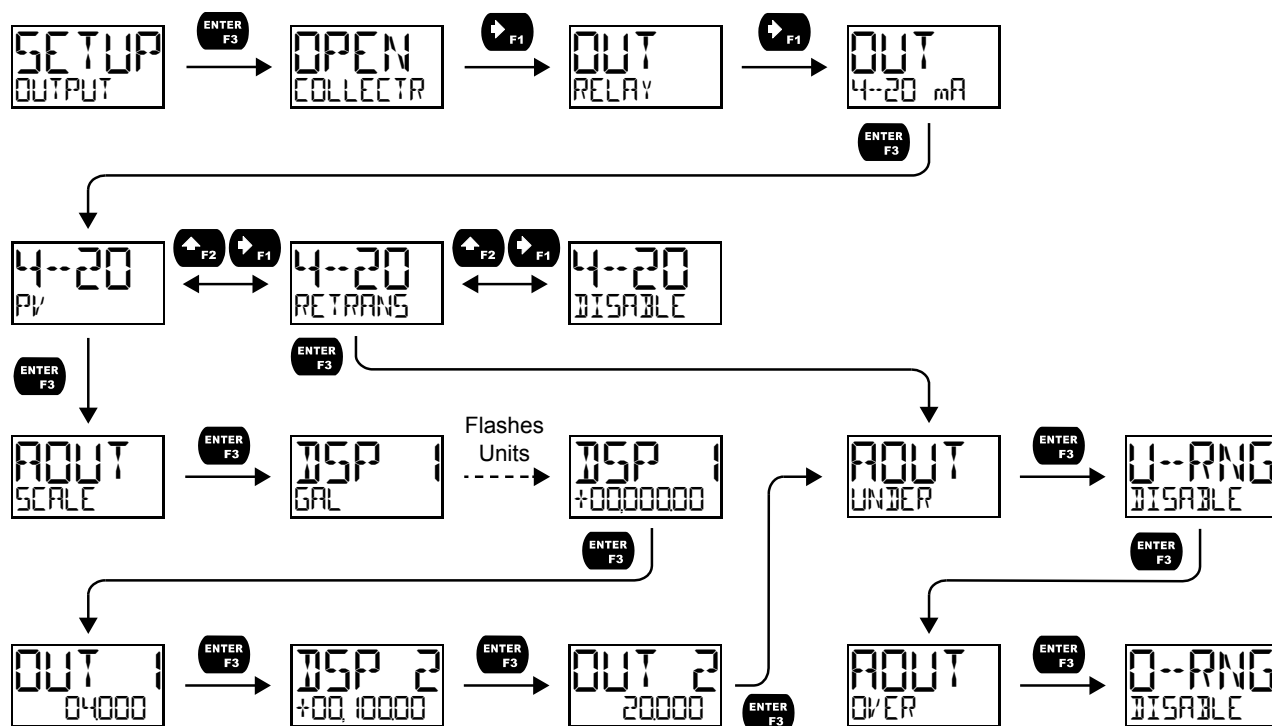 SETUP
OUTPUT
ENTER
F3
OPEN
COLLECTR
F1
OUT
RELAY
F1
OUT
4--20 mA
ENTER
F3
4--20
PV
F2
F1
4--20
RETRANS
F2
F1
4--20
DISABLE
ENTER
F3
ENTER
F3
AOUT
SCALE
ENTER
F3
DSP 1
GAL
Flashes
Units
DSP 1
+00,000.00
AOUT
UNDER
ENTER
F3
U--RNG
DISABLE
ENTER
F3
ENTER
F3
OUT 1
04.000
ENTER
F3
DSP 2
+00,100.00
ENTER
F3
OUT 2
20.000
ENTER
F3
AOUT
OVER
ENTER
F3
O--RNG
DISABLE